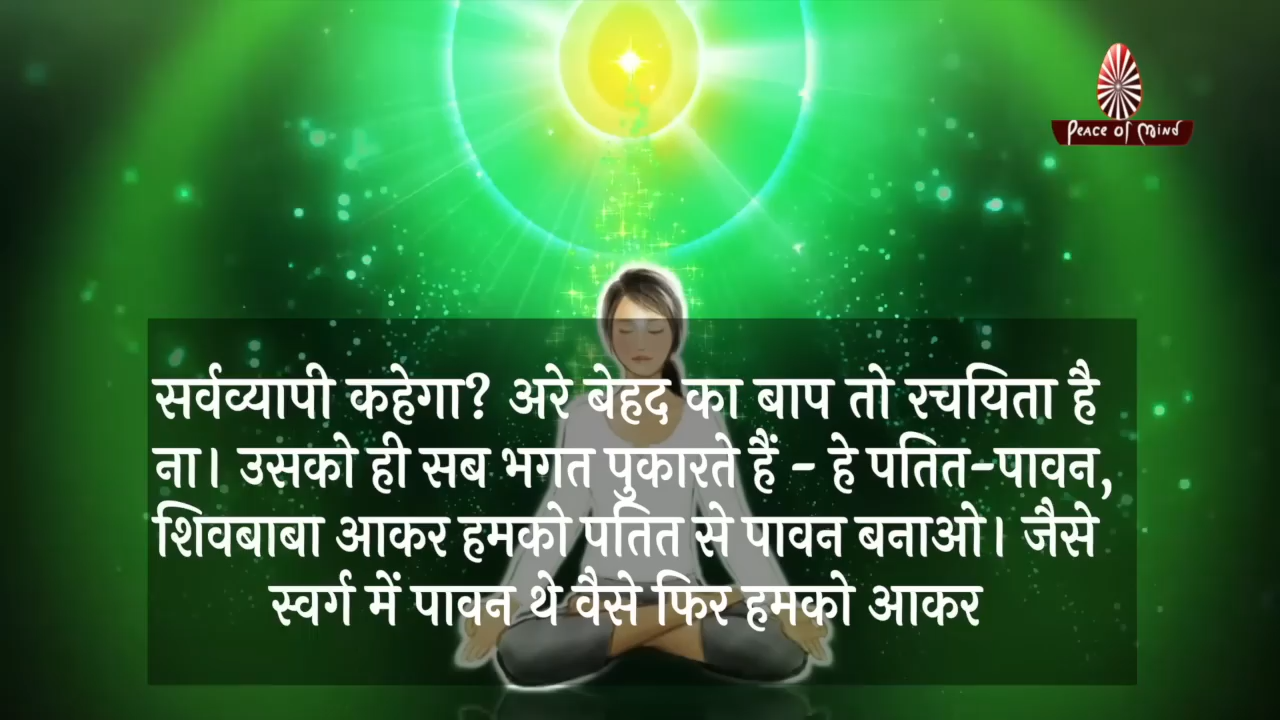 Peace of Mind
सर्वव्यापी कहेगा? अरे बेहद का बाप तो रचयिता है
ना। उसको ही सब भगत पुकारते हैं - हे पतित-पावन,
शिवबाबा आकर हमको पतित से पावन बनाओ। जैसे
स्वर्ग में पावन थे वैसे फिर हमको आकर